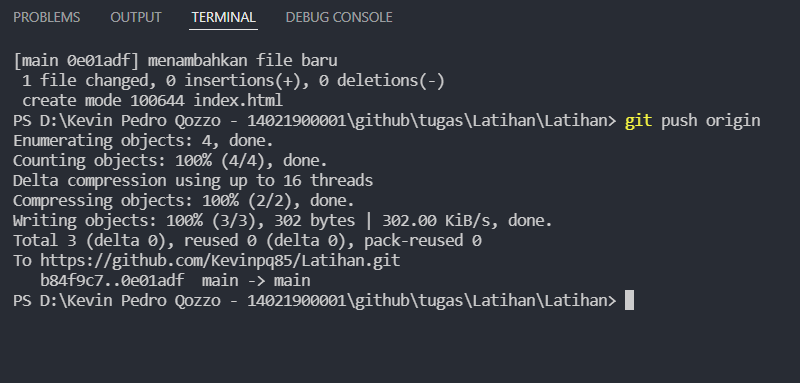 PROBLEMS OUTPUT TERMINAL DEBUG CONSOLE
[main 0e01adf] menambahkan file baru
 1 file changed, 0 insertions(+), 0 deletions(-)
 create mode 100644 index.html
PS D:\Kevin Pedro Qozzo - 14021900001\github\tugas\Latihan\Latihan> git push origin
Enumerating objects: 4, done.
Counting objects: 100% (4/4), done.
Delta compression using up to 16 threads
Compressing objects: 100% (2/2), done.
Writing objects: 100% (3/3), 302 bytes | 302.00 KiB/s, done.
Total 3 (delta 0), reused 0 (delta 0), pack-reused 0
To https://github.com/Kevinpq85/Latihan.git
   b84f9c7..0e01adf  main -> main
PS D:\Kevin Pedro Qozzo - 14021900001\github\tugas\Latihan\Latihan>